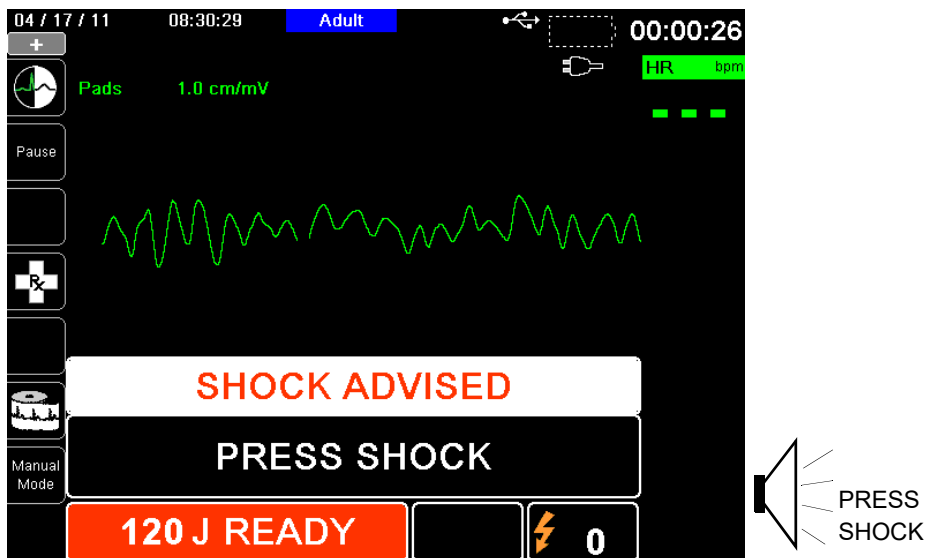 04 / 17 / 11 08:30:29 Adult 00:00:26
+
HR bpm
Pads 1.0 cm/mV
- - -
Pause
Rx
SHOCK ADVISED
PRESS SHOCK
Manual
Mode
120 J READY 0
PRESS
SHOCK